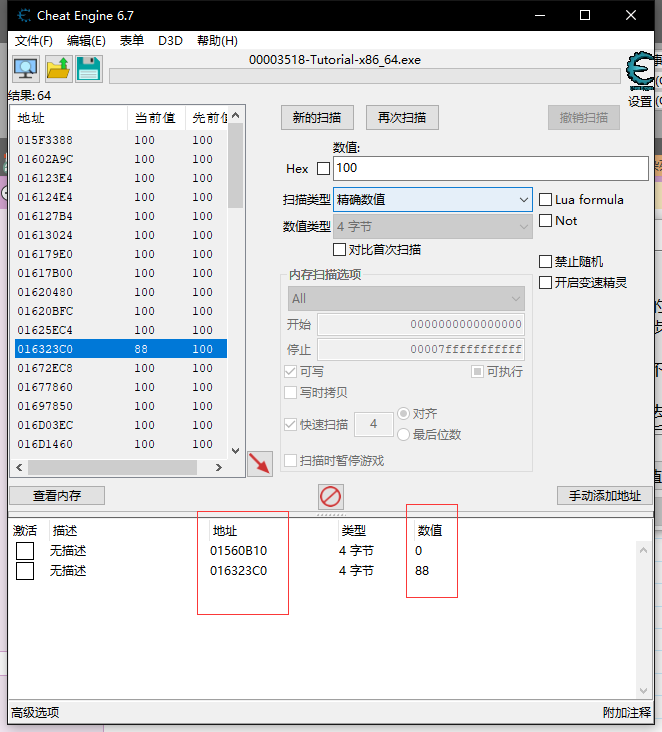 Cheat Engine 6.7
文件(F) 编辑(E) 表单 D3D 帮助(H)
00003518-Tutorial-x86_64.exe
结果: 64
设置
地址 当前值 先前值
015F3388 100 100
01602A9C 100 100
016123E4 100 100
016124E4 100 100
016127B4 100 100
01613024 100 100
016179E0 100 100
01617B00 100 100
01620480 100 100
01620BFC 100 100
01625EC4 100 100
016323C0 88 100
01672EC8 100 100
01677860 100 100
01697850 100 100
016D03EC 100 100
016D1460 100 100
新的扫描 再次扫描 撤销扫描
数值:
Hex 100
扫描类型 精确数值 Lua formula
数值类型 4 字节 Not
对比首次扫描
内存扫描选项 禁止随机
All 开启变速精灵
开始 0000000000000000
停止 00007fffffffffff
可写 可执行
写时拷贝
快速扫描 4 对齐
最后位数
扫描时暂停游戏
查看内存 手动添加地址
激活 描述 地址 类型 数值
无描述 01560B10 4 字节 0
无描述 016323C0 4 字节 88
高级选项 附加注释